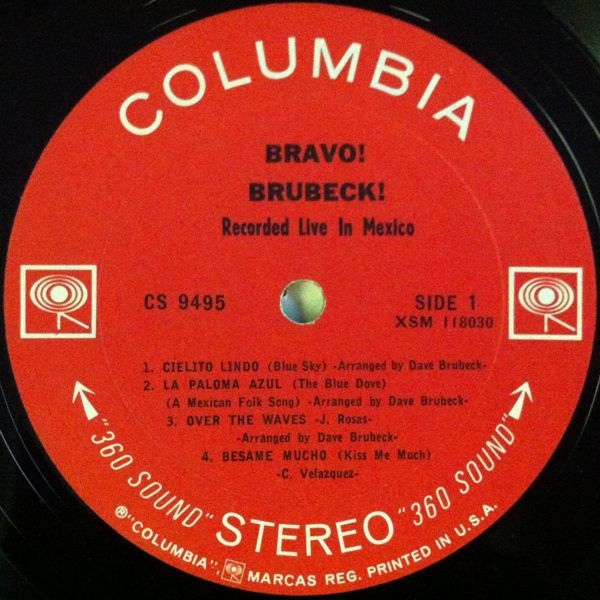 COLUMBIA
BRAVO!
BRUBECK!
Recorded Live In Mexico
CS 9495
SIDE 1
XSM 118030
1. CIELITO LINDO (Blue Sky) -Arranged by Dave Brubeck-
2. LA PALOMA AZUL (The Blue Dove)
(A Mexican Folk Song) -Arranged by Dave Brubeck-
3. OVER THE WAVES -J. Rosas-
-Arranged by Dave Brubeck-
4. BESAME MUCHO (Kiss Me Much)
-C. Velazquez-
"360 SOUND" STEREO "360 SOUND"
® "COLUMBIA", MARCAS REG. PRINTED IN U.S.A.